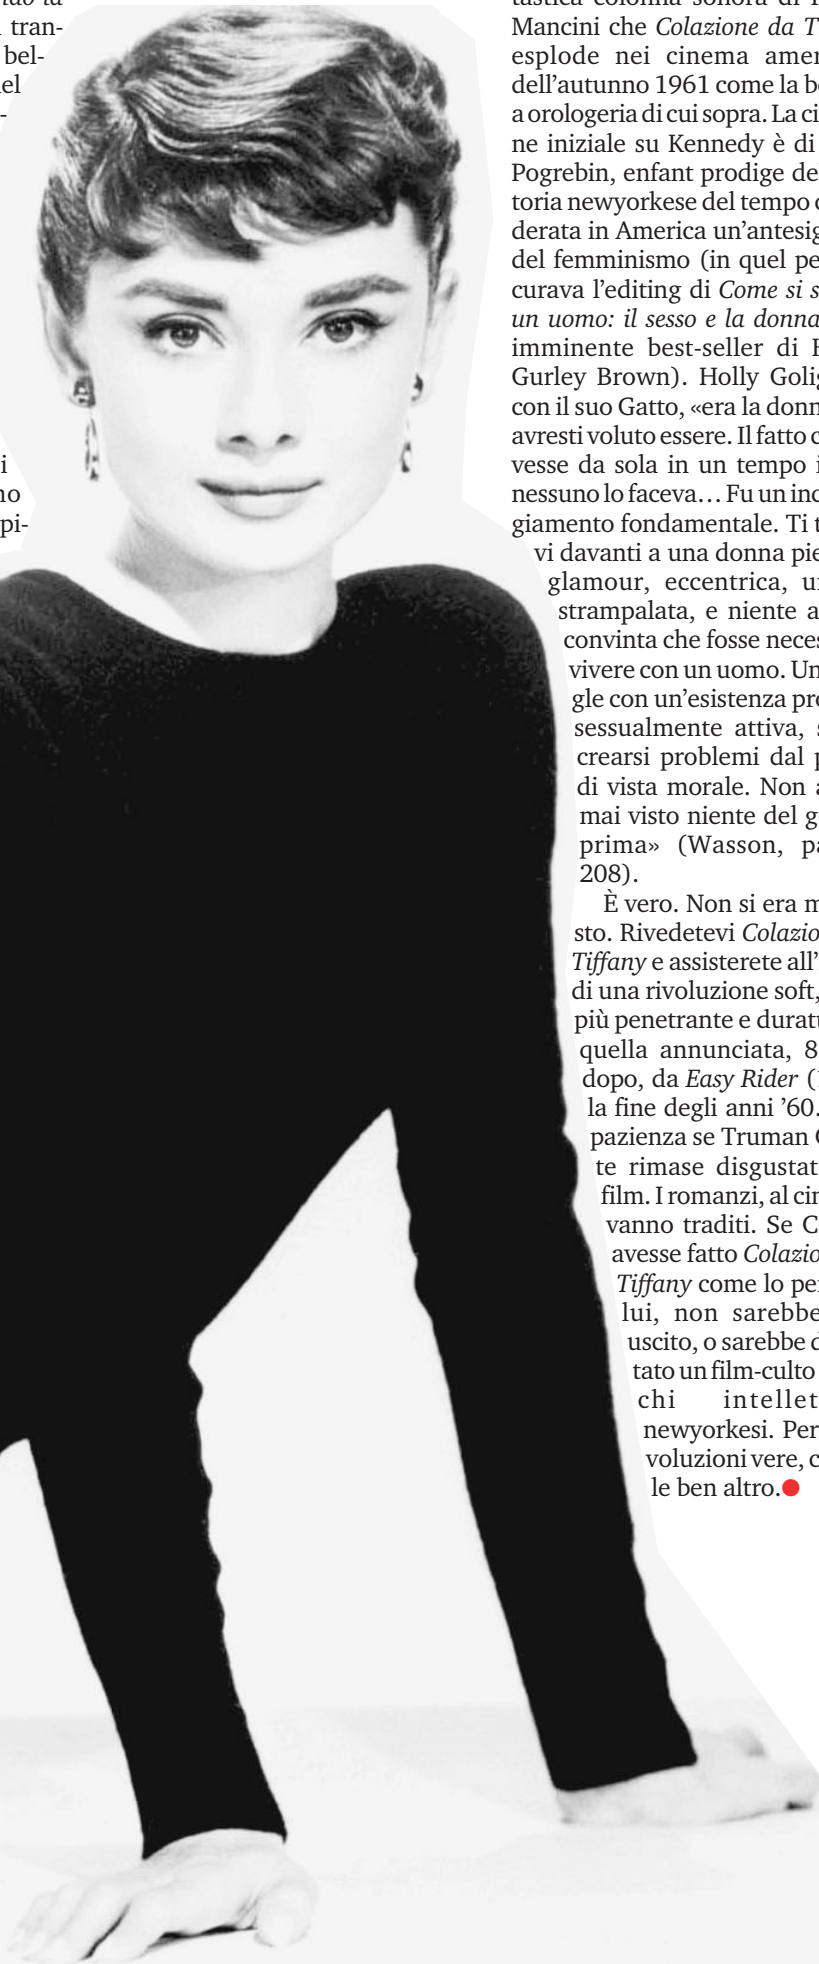 tran-
bel-
el
-
i
no
pi-
tastica colonna sonora di
Mancini che Colazione da T
esplode nei cinema amer
dell'autunno 1961 come la b
a orologeria di cui sopra. La ci
ne iniziale su Kennedy è di
Pogrebin, enfant prodige de
toria newyorkese del tempo
derata in America un'antesig
del femminismo (in quel pe
curava l'editing di Come si s
un uomo: il sesso e la donna
imminente best-seller di
Gurley Brown). Holly Golig
con il suo Gatto, «era la donn
avresti voluto essere. Il fatto
vesse da sola in un tempo i
nessuno lo faceva… Fu un inc
giamento fondamentale. Ti t
vi davanti a una donna pie
glamour, eccentrica, u
strampalata, e niente a
convinta che fosse neces
vivere con un uomo. Un
gle con un'esistenza pro
sessualmente attiva, s
crearsi problemi dal p
di vista morale. Non a
mai visto niente del g
prima» (Wasson, pa
208).
È vero. Non si era m
sto. Rivedetevi Colazio
Tiffany e assisterete all'
di una rivoluzione soft,
più penetrante e duratu
quella annunciata, 8
dopo, da Easy Rider (
la fine degli anni '60.
pazienza se Truman C
te rimase disgustat
film. I romanzi, al cin
vanno traditi. Se C
avesse fatto Colazio
Tiffany come lo pe
lui, non sarebbe
uscito, o sarebbe d
tato un film-culto
chi intellet
newyorkesi. Per
voluzioni vere, c
le ben altro.